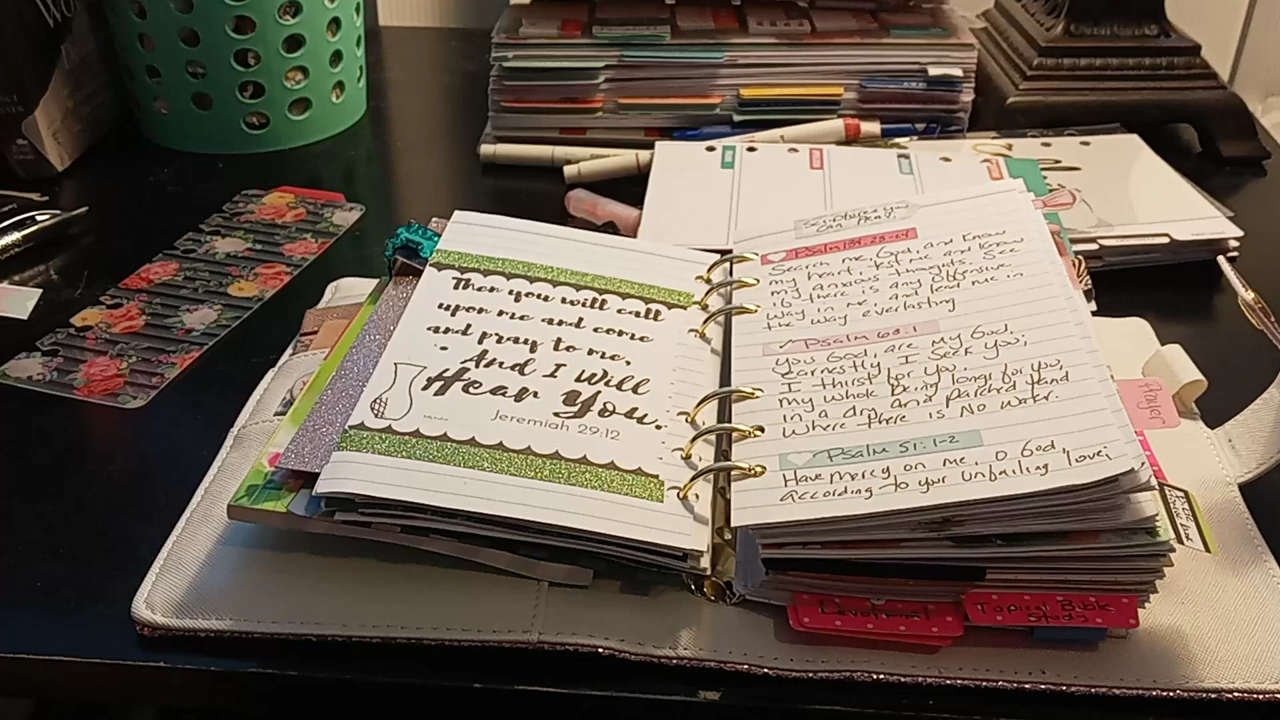 Then you will call
upon me and come
and pray to me,
And I Will
Hear You.
Jeremiah 29:12
Scriptures you
can pray.
Search me, God, and know
my heart, test me and know
my anxious thoughts. See
if there is any offensive
way in me, and lead me in
the way everlasting
Psalm 63:1
you God, are my God,
earnestly I seek you;
I thirst for you,
my whole being longs for you,
in a dry and parched land
where there is No water.
Psalm 51:1-2
Have mercy on me, O God,
according to your unfailing love;
Prayer
Devotional
Topical Bible
Study